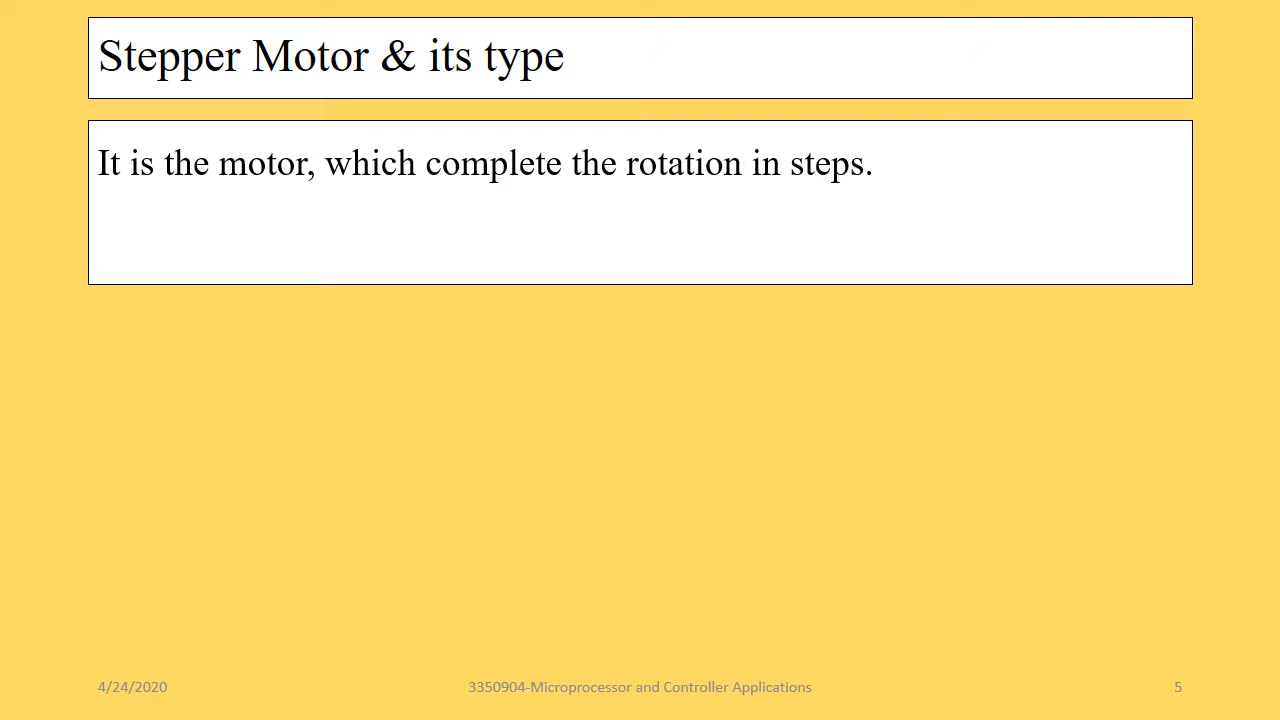 Stepper Motor & its type
It is the motor, which complete the rotation in steps.
4/24/2020
3350904-Microprocessor and Controller Applications
5